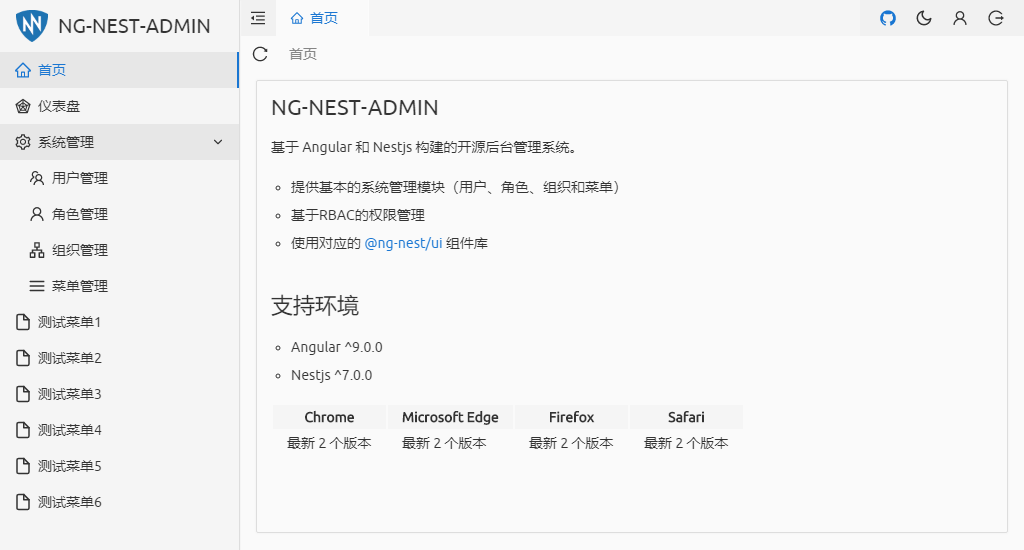 NG-NEST-ADMIN
首页
仪表盘
系统管理
用户管理
角色管理
组织管理
菜单管理
测试菜单1
测试菜单2
测试菜单3
测试菜单4
测试菜单5
测试菜单6
首页
首页
NG-NEST-ADMIN
基于 Angular 和 Nestjs 构建的开源后台管理系统。
提供基本的系统管理模块（用户、角色、组织和菜单）
基于RBAC的权限管理
使用对应的 @ng-nest/ui 组件库
支持环境
Angular ^9.0.0
Nestjs ^7.0.0
Chrome Microsoft Edge Firefox Safari
最新 2 个版本 最新 2 个版本 最新 2 个版本 最新 2 个版本